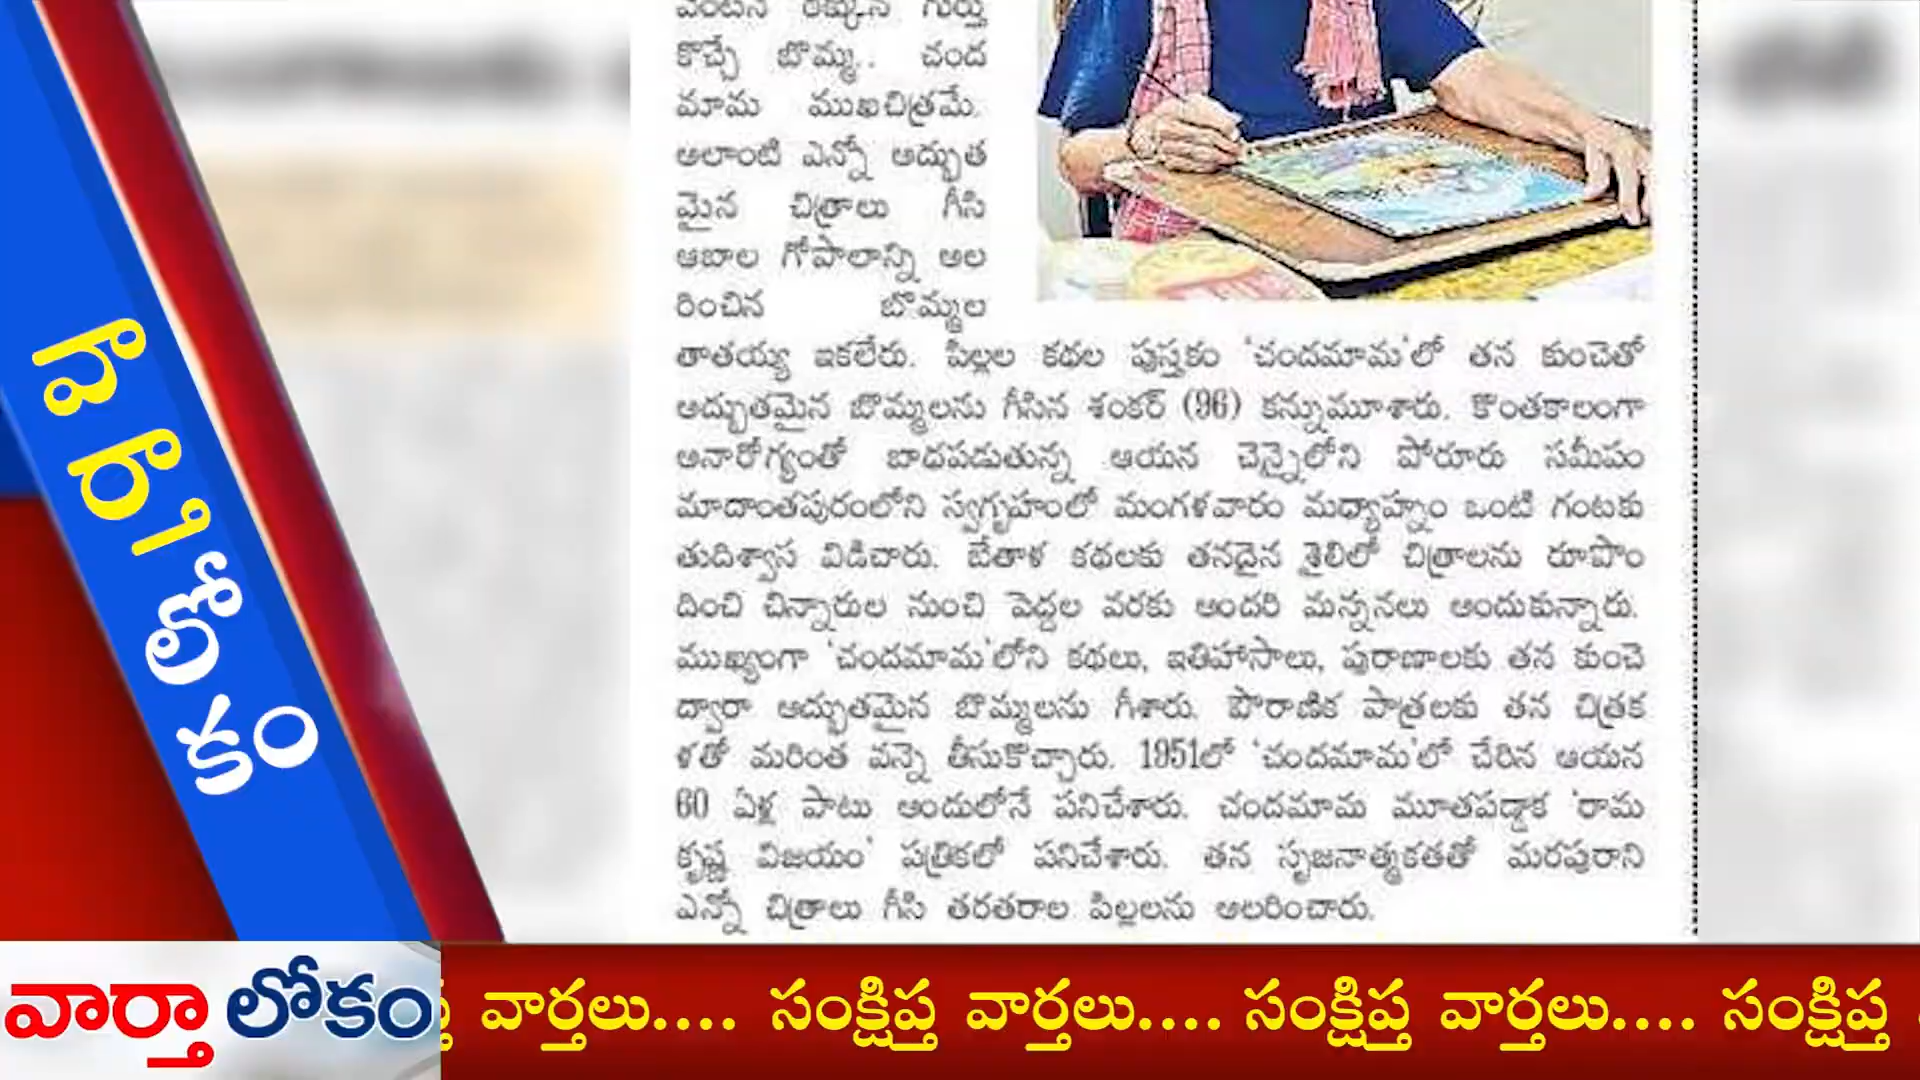 వెంటనే ఠక్కున గుర్తు
కొచ్చే బొమ్మ.. చంద
మామ ముఖచిత్రమే.
అలాంటి ఎన్నో అద్భుత
మైన చిత్రాలు గీసి
ఆబాల గోపాలాన్ని అల
రించిన బొమ్మల
తాతయ్య ఇకలేరు. పిల్లల కథల పుస్తకం ‘చందమామ’లో తన కుంచెతో
అద్భుతమైన బొమ్మలను గీసిన శంకర్ (96) కన్నుమూశారు. కొంతకాలంగా
అనారోగ్యంతో బాధపడుతున్న ఆయన చెన్నైలోని పోరూరు సమీపం
మాదాంతపురంలోని స్వగృహంలో మంగళవారం మధ్యాహ్నం ఒంటి గంటకు
తుదిశ్వాస విడిచారు. బేతాళ కథలకు తనదైన శైలిలో చిత్రాలను రూపొం
దించి చిన్నారుల నుంచి పెద్దల వరకు అందరి మన్ననలు అందుకున్నారు.
ముఖ్యంగా ‘చందమామ’లోని కథలు, ఇతిహాసాలు, పురాణాలకు తన కుంచె
ద్వారా అద్భుతమైన బొమ్మలను గీశారు. పౌరాణిక పాత్రలకు తన చిత్రక
ళతో మరింత వన్నె తీసుకొచ్చారు. 1951లో ‘చందమామ’లో చేరిన ఆయన
60 ఏళ్ల పాటు అందులోనే పనిచేశారు. చందమామ మూతపడ్డాక ‘రామ
కృష్ణ విజయం’ పత్రికలో పనిచేశారు. తన సృజనాత్మకతతో మరపురాని
ఎన్నో చిత్రాలు గీసి తరతరాల పిల్లలను అలరించారు.
వార్తాలోకం
వార్తా లోకం
వార్తలు.... సంక్షిప్త వార్తలు.... సంక్షిప్త వార్తలు.... సంక్షిప్త